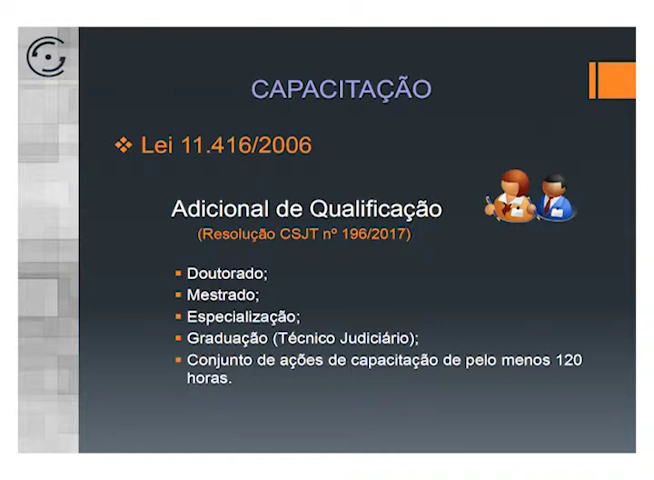 CAPACITAÇÃO
❖ Lei 11.416/2006
Adicional de Qualificação
(Resolução CSJT nº 196/2017)
▪ Doutorado;
▪ Mestrado;
▪ Especialização;
▪ Graduação (Técnico Judiciário);
▪ Conjunto de ações de capacitação de pelo menos 120
horas.